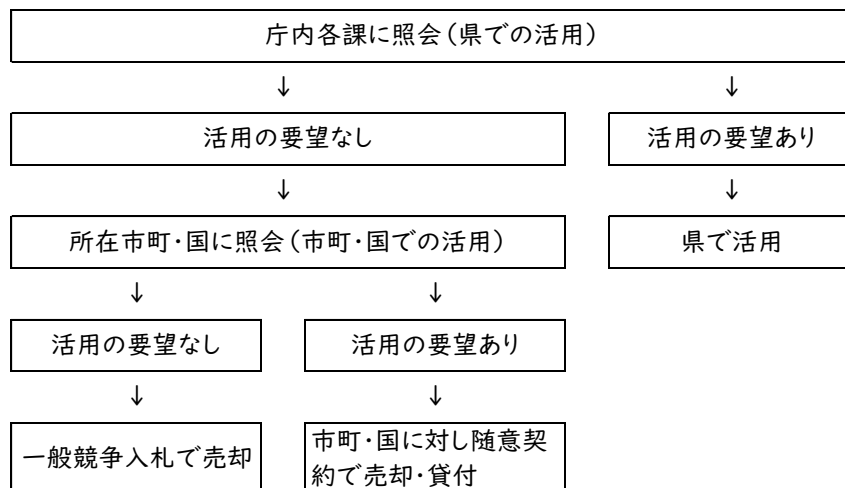 庁内各課に照会(県での活用)
↓ ↓
活用の要望なし 活用の要望あり
↓ ↓
所在市町・国に照会(市町・国での活用) 県で活用
↓ ↓
活用の要望なし 活用の要望あり
↓ ↓
一般競争入札で売却 市町・国に対し随意契
約で売却・貸付